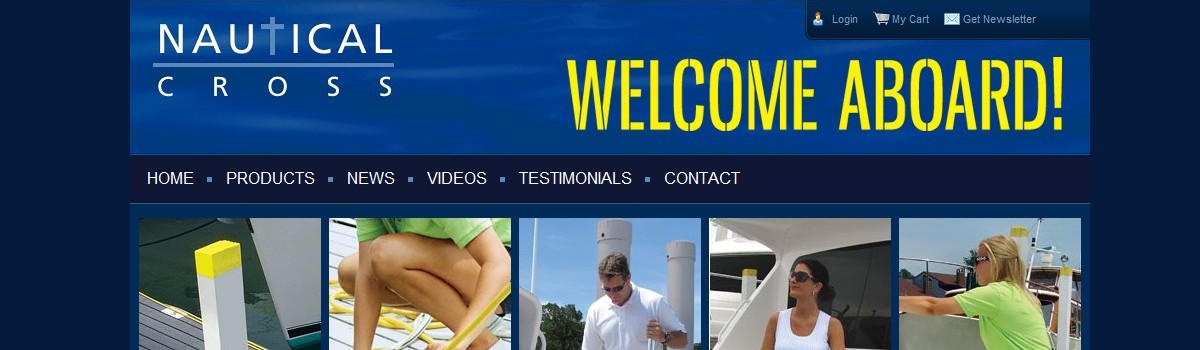 Login My Cart Get Newsletter
NAUTICAL
CROSS
WELCOME ABOARD!
HOME PRODUCTS NEWS VIDEOS TESTIMONIALS CONTACT